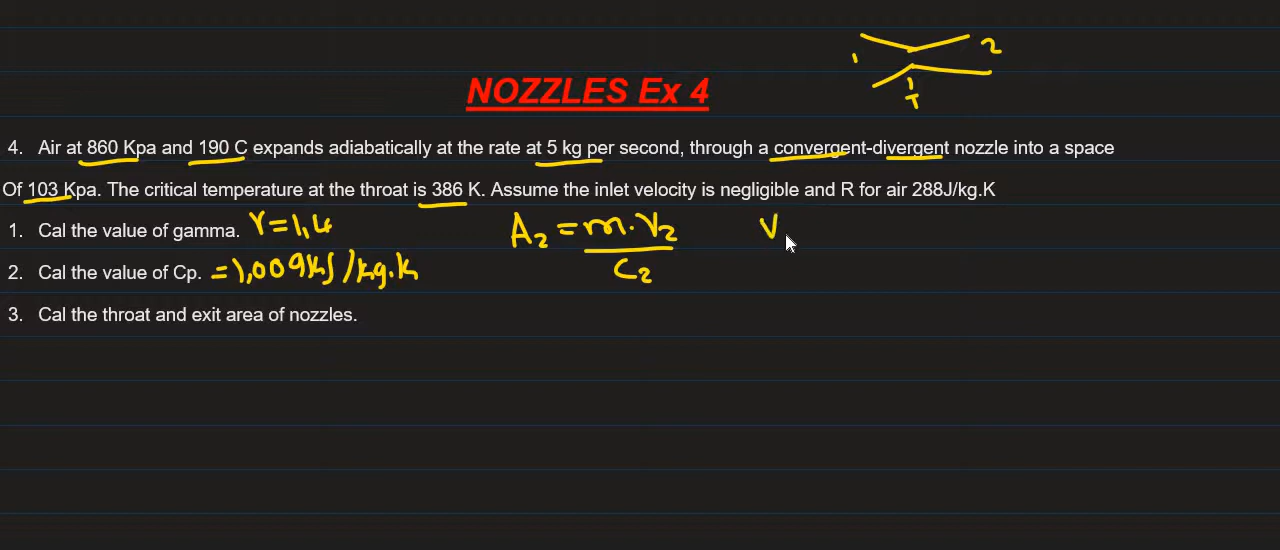 1
2
T
NOZZLES Ex 4
4. Air at 860 Kpa and 190 C expands adiabatically at the rate at 5 kg per second, through a convergent-divergent nozzle into a space
Of 103 Kpa. The critical temperature at the throat is 386 K. Assume the inlet velocity is negligible and R for air 288J/kg.K
1. Cal the value of gamma. γ = 1,4
A₂ = m·V₂ / C₂
V
2. Cal the value of Cp. = 1,009 KJ/kg.K
3. Cal the throat and exit area of nozzles.